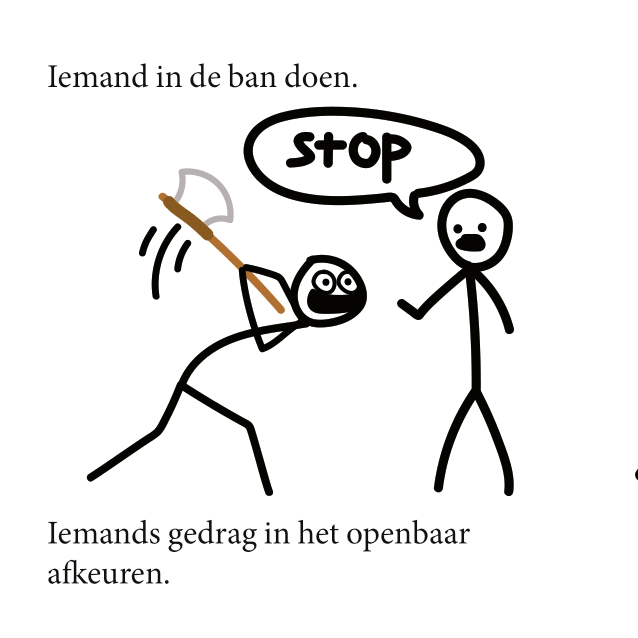 Iemand in de ban doen.
STOP
Iemands gedrag in het openbaar
afkeuren.